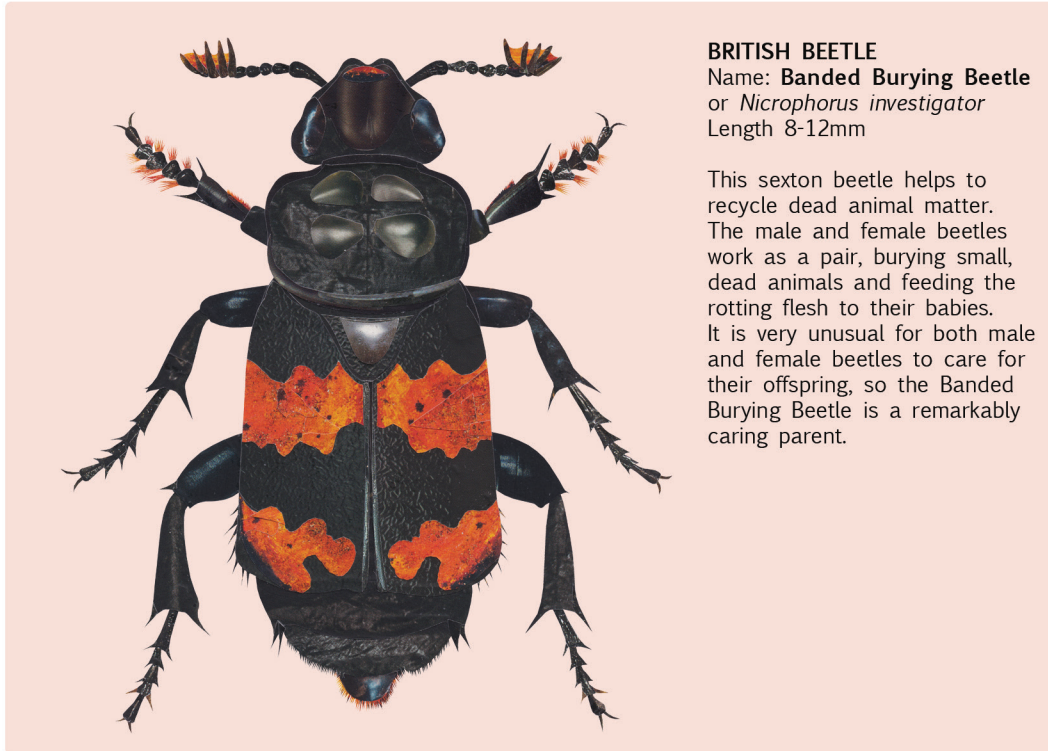 BRITISH BEETLE
Name: Banded Burying Beetle
or Nicrophorus investigator
Length 8-12mm
This sexton beetle helps to
recycle dead animal matter.
The male and female beetles
work as a pair, burying small,
dead animals and feeding the
rotting flesh to their babies.
It is very unusual for both male
and female beetles to care for
their offspring, so the Banded
Burying Beetle is a remarkably
caring parent.